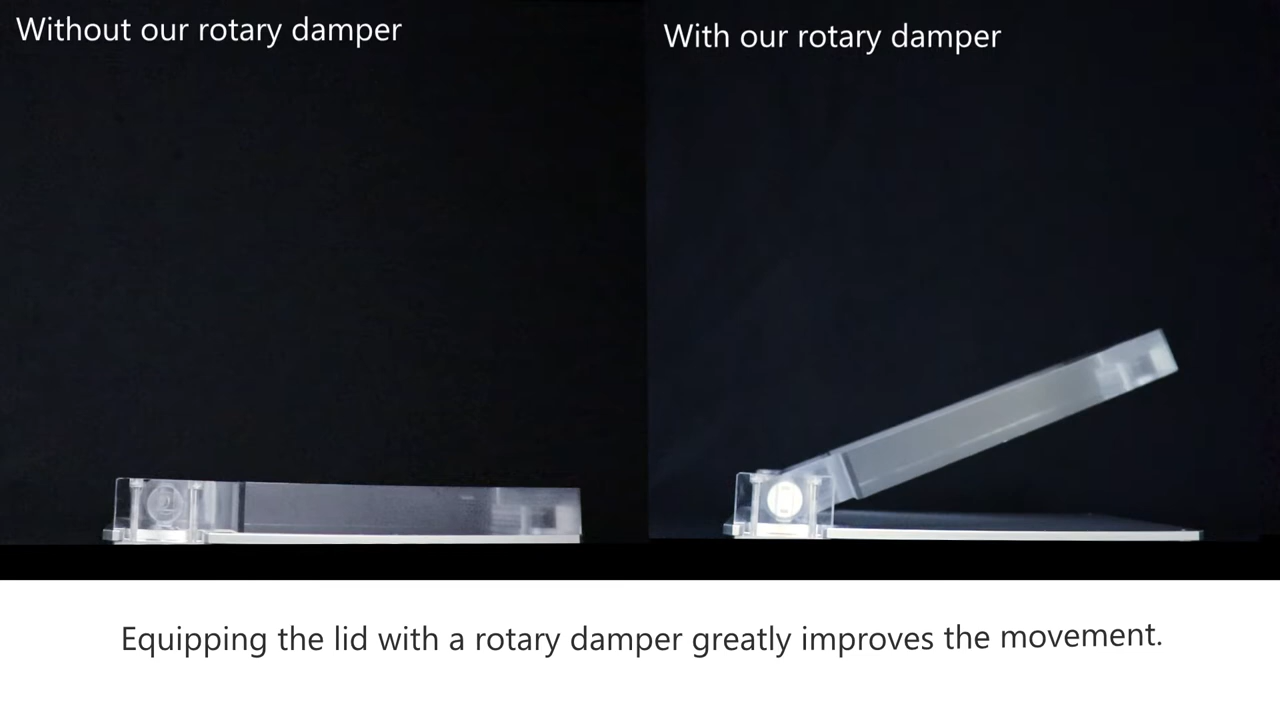 Without our rotary damper
With our rotary damper
Equipping the lid with a rotary damper greatly improves the movement.